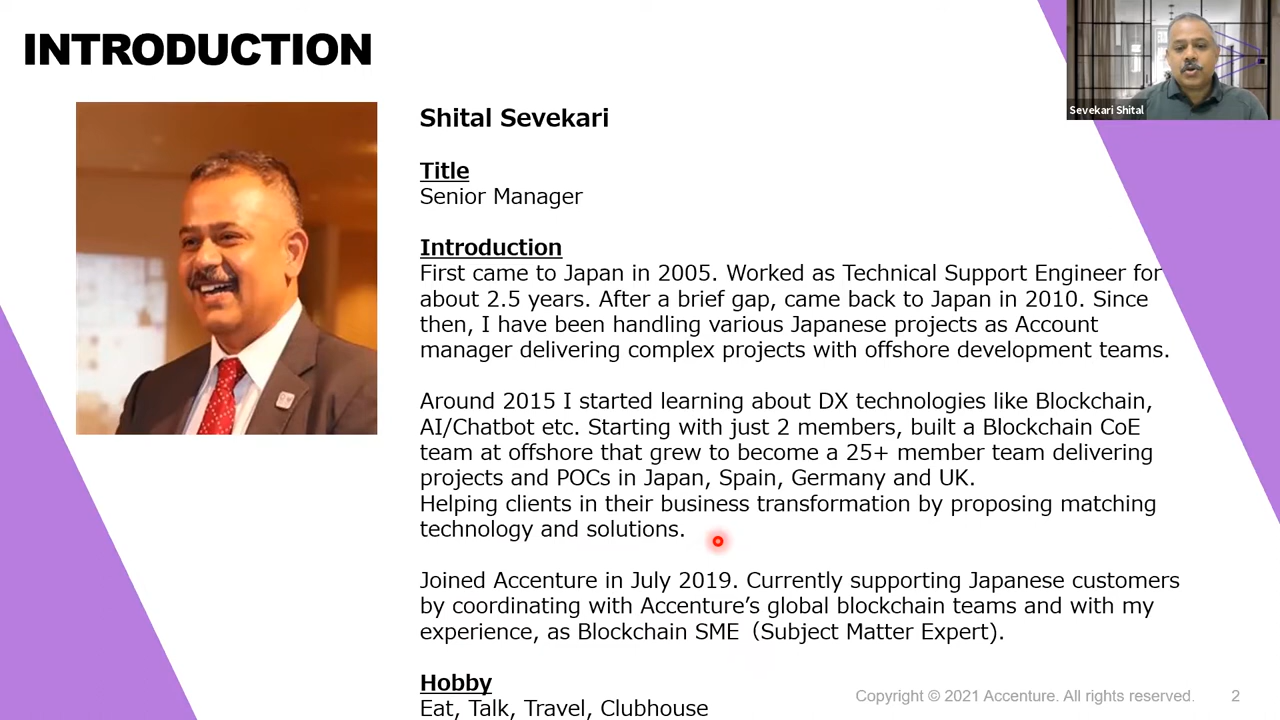 INTRODUCTION
Sevekari Shital
Shital Sevekari
Title
Senior Manager
Introduction
First came to Japan in 2005. Worked as Technical Support Engineer for
about 2.5 years. After a brief gap, came back to Japan in 2010. Since
then, I have been handling various Japanese projects as Account
manager delivering complex projects with offshore development teams.
Around 2015 I started learning about DX technologies like Blockchain,
AI/Chatbot etc. Starting with just 2 members, built a Blockchain CoE
team at offshore that grew to become a 25+ member team delivering
projects and POCs in Japan, Spain, Germany and UK.
Helping clients in their business transformation by proposing matching
technology and solutions.
Joined Accenture in July 2019. Currently supporting Japanese customers
by coordinating with Accenture’s global blockchain teams and with my
experience, as Blockchain SME（Subject Matter Expert).
Hobby
Eat, Talk, Travel, Clubhouse
Copyright © 2021 Accenture. All rights reserved. 2